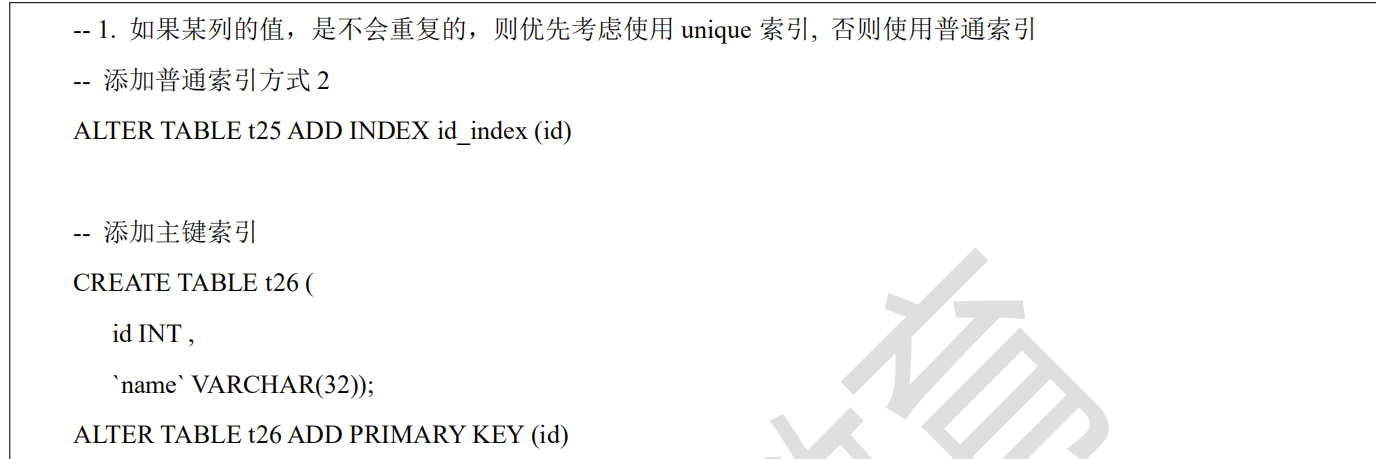 -- 1. 如果某列的值，是不会重复的，则优先考虑使用 unique 索引, 否则使用普通索引
-- 添加普通索引方式 2
ALTER TABLE t25 ADD INDEX id_index (id)
-- 添加主键索引
CREATE TABLE t26 (
id INT ,
`name` VARCHAR(32));
ALTER TABLE t26 ADD PRIMARY KEY (id)